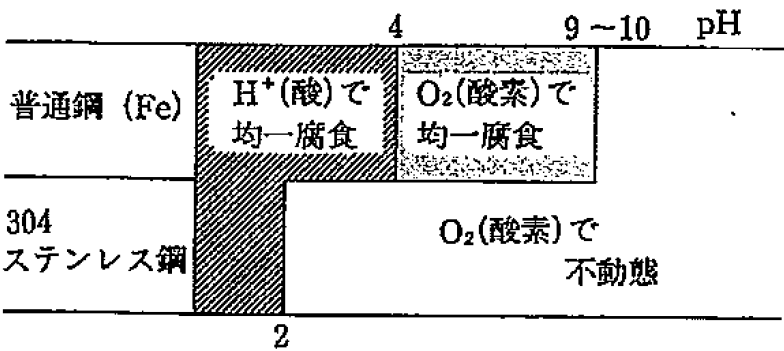 4 9～10 pH
普通鋼 (Fe)
H⁺(酸)で
均一腐食
O₂(酸素)で
均一腐食
304
ステンレス鋼
O₂(酸素)で
不動態
2